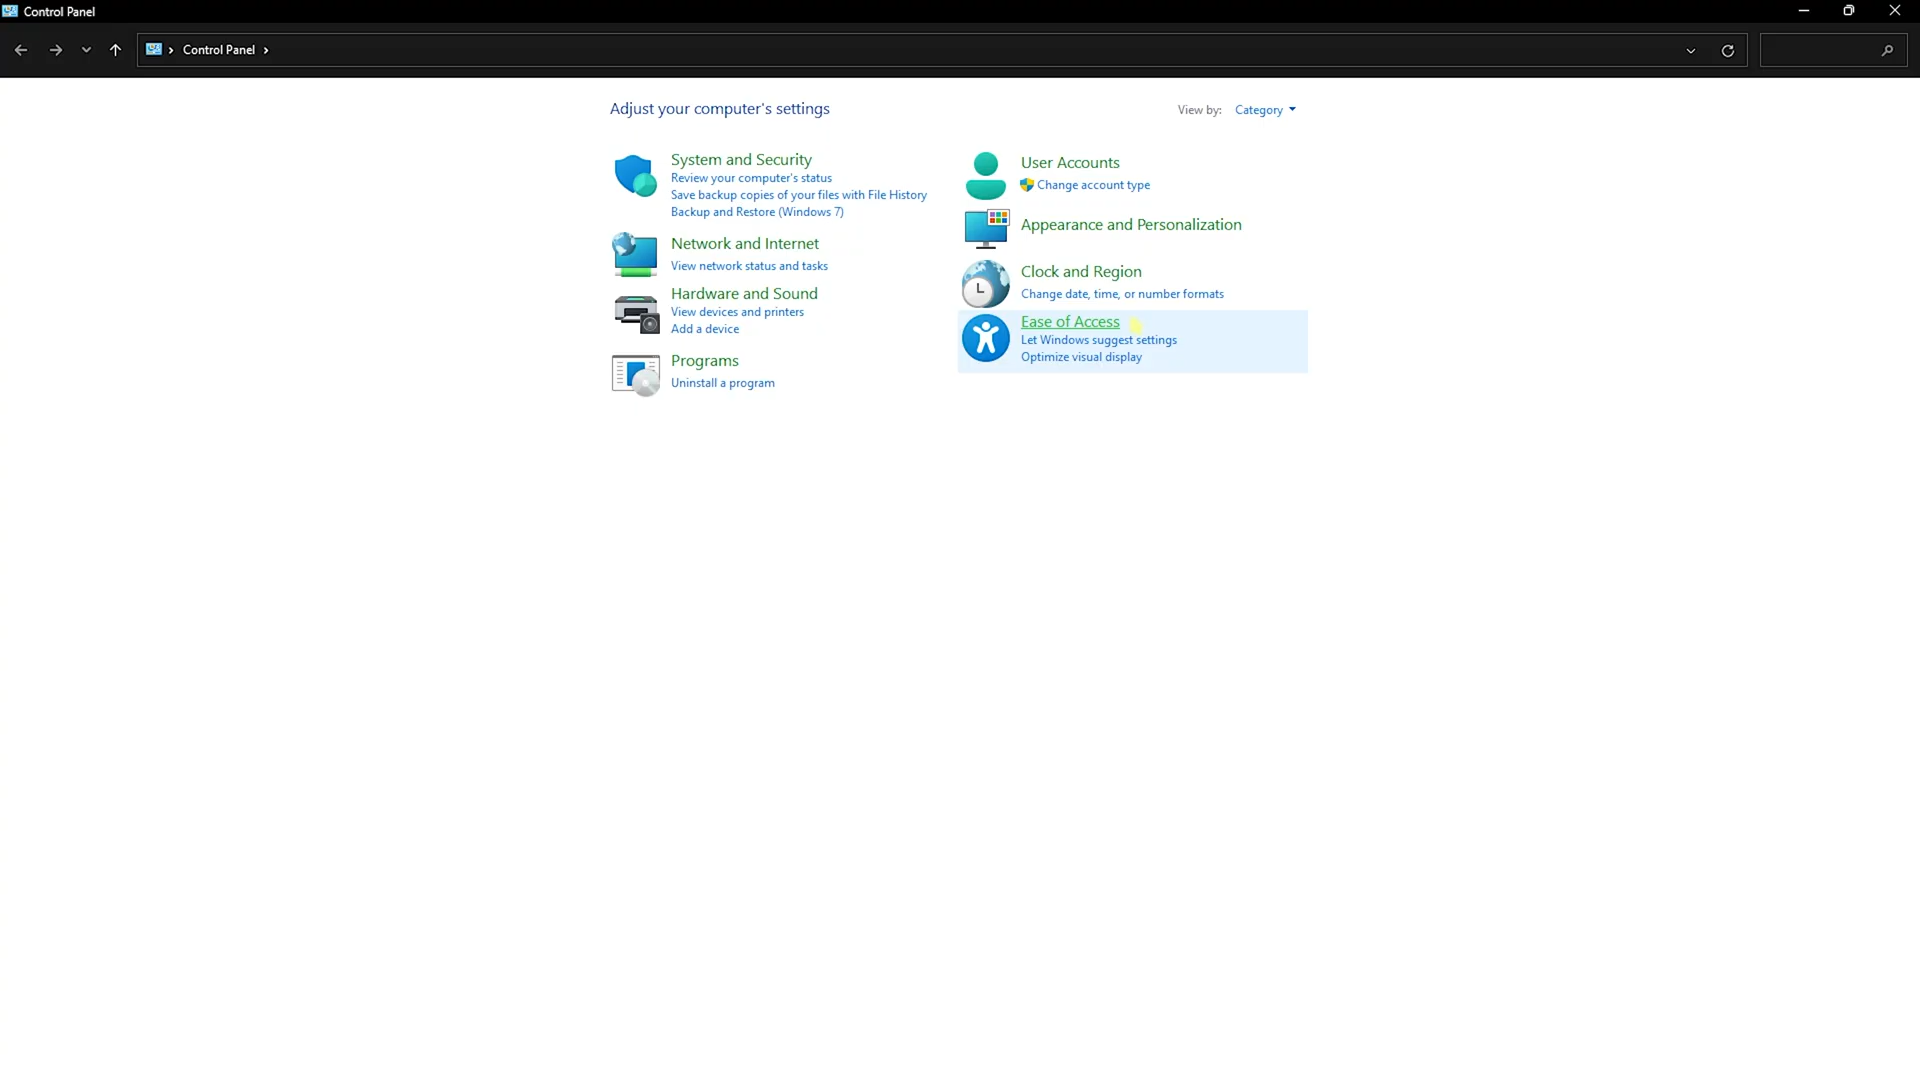 Control Panel
Control Panel
Adjust your computer's settings
View by: Category
System and Security
Review your computer's status
Save backup copies of your files with File History
Backup and Restore (Windows 7)
Network and Internet
View network status and tasks
Hardware and Sound
View devices and printers
Add a device
Programs
Uninstall a program
User Accounts
Change account type
Appearance and Personalization
Clock and Region
Change date, time, or number formats
Ease of Access
Let Windows suggest settings
Optimize visual display